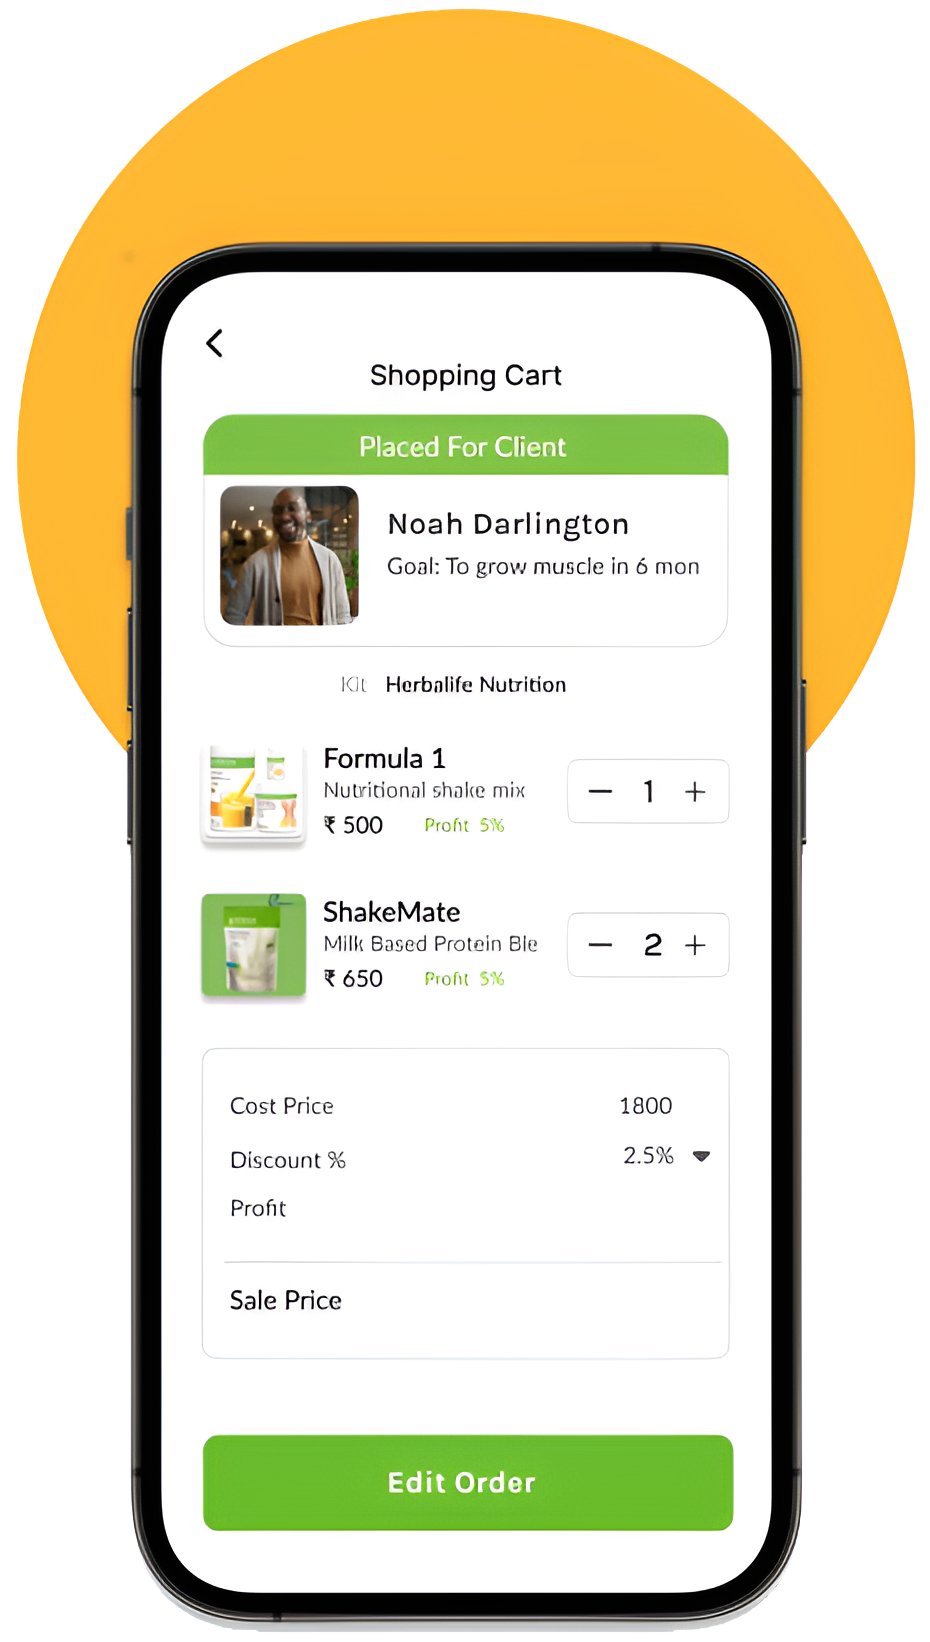 Shopping Cart
Placed For Client
Noah Darlington
Goal: To grow muscle in 6 mon
Kit Herbalife Nutrition
Formula 1
Nutritional shake mix
₹ 500 Profit 5%
− 1 +
ShakeMate
Milk Based Protein Ble
₹ 650 Profit 5%
− 2 +
Cost Price 1800
Discount % 2.5%
Profit
Sale Price
Edit Order